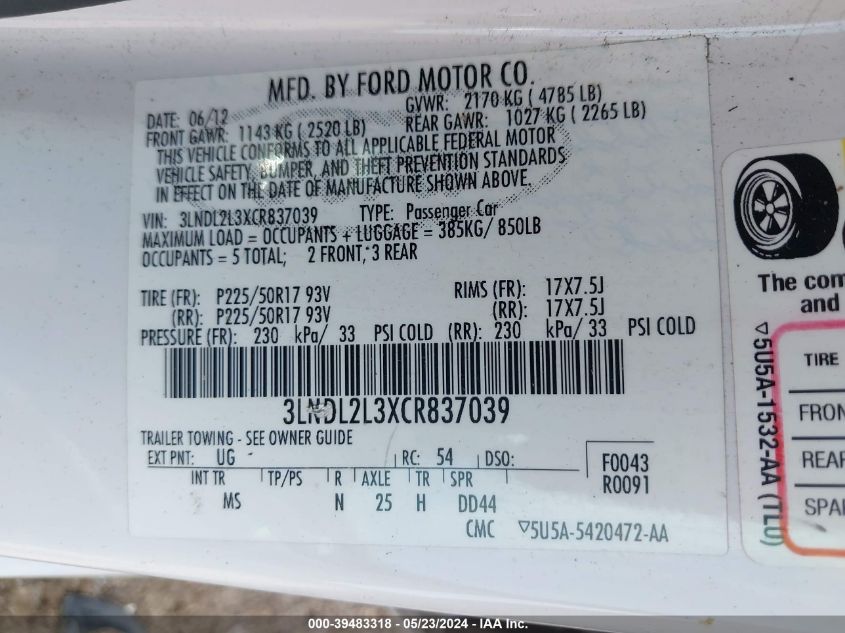 MFD. BY FORD MOTOR CO.
DATE: 06/12 GVWR: 2170 KG ( 4785 LB)
FRONT GAWR: 1143 KG ( 2520 LB) REAR GAWR: 1027 KG ( 2265 LB)
THIS VEHICLE CONFORMS TO ALL APPLICABLE FEDERAL MOTOR
VEHICLE SAFETY, BUMPER, AND THEFT PREVENTION STANDARDS
IN EFFECT ON THE DATE OF MANUFACTURE SHOWN ABOVE.
VIN: 3LNDL2L3XCR837039 TYPE: Passenger Car
MAXIMUM LOAD = OCCUPANTS + LUGGAGE = 385KG/ 850LB
OCCUPANTS = 5 TOTAL; 2 FRONT, 3 REAR
TIRE (FR): P225/50R17 93V RIMS (FR): 17X7.5J
(RR): P225/50R17 93V (RR): 17X7.5J
PRESSURE (FR): 230 kPa/ 33 PSI COLD (RR): 230 kPa/ 33 PSI COLD
3LNDL2L3XCR837039
TRAILER TOWING - SEE OWNER GUIDE
EXT PNT: UG RC: 54 DSO: F0043
R0091
INT TR TP/PS R AXLE TR SPR
MS N 25 H DD44
CMC ▽5U5A-5420472-AA
The com
and
▽5U5A-1532-AA (TLU)
TIRE
FRON
REAR
SPA
000-39483318 - 05/23/2024 - IAA Inc.